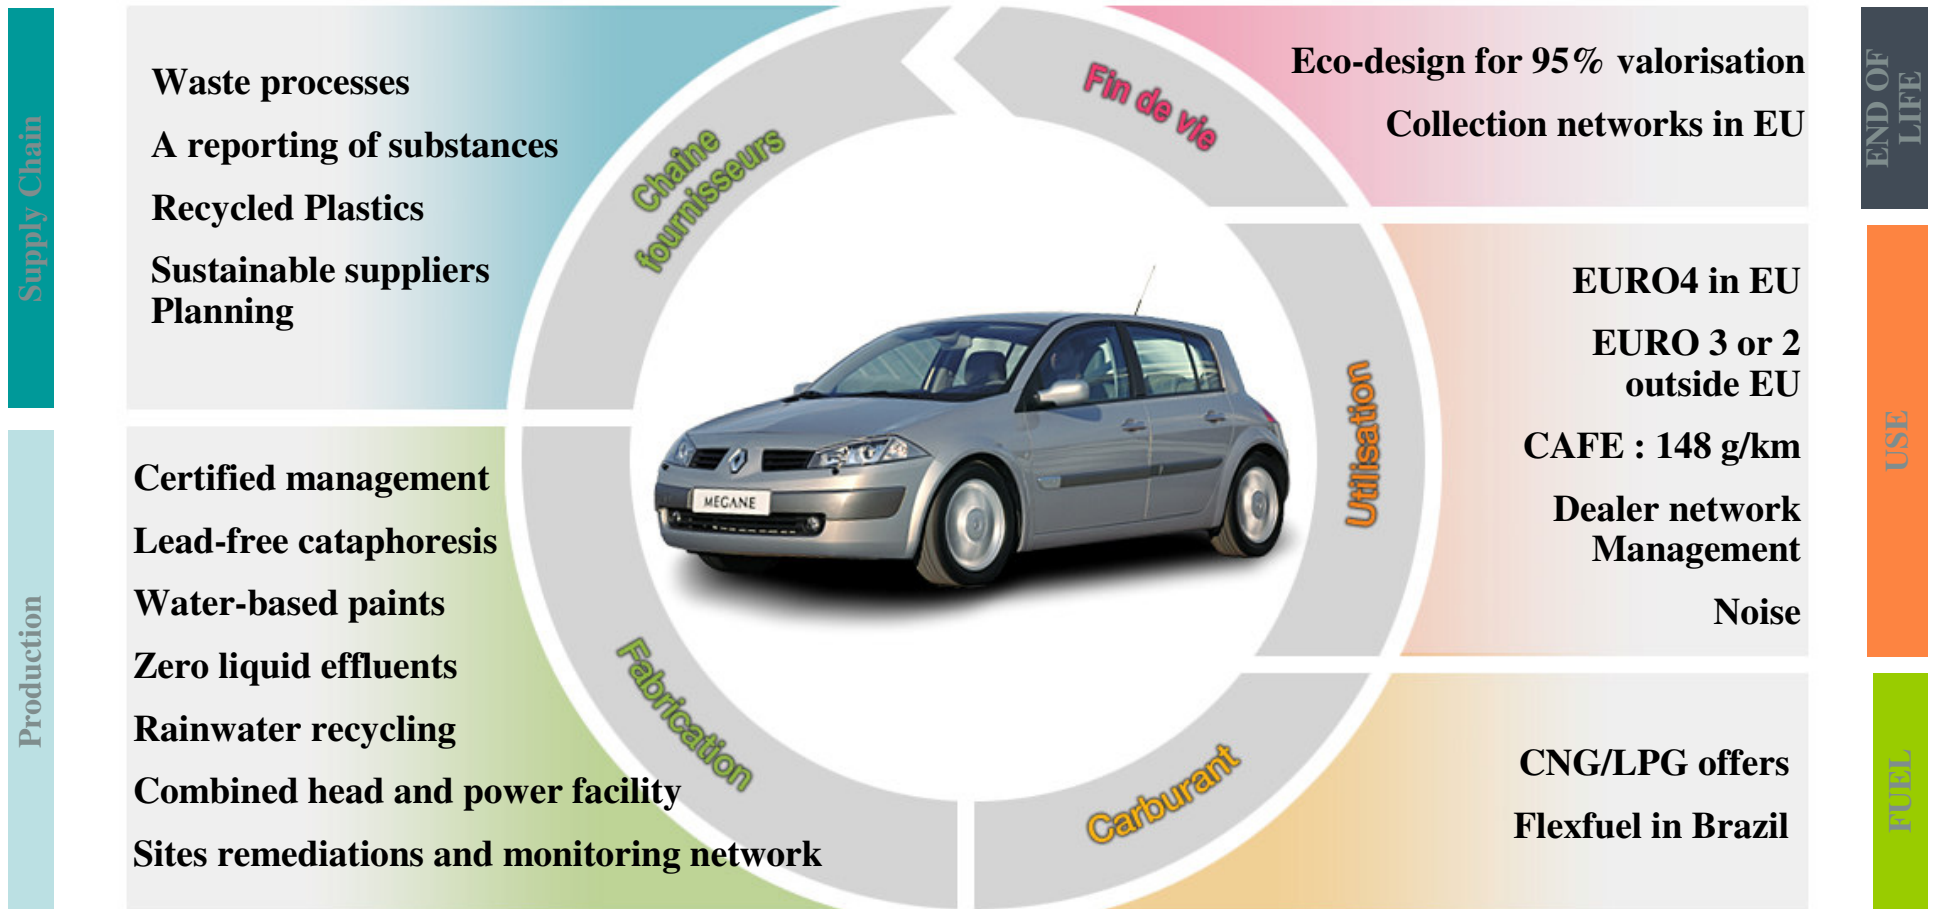 Supply Chain
Waste processes
A reporting of substances
Recycled Plastics
Sustainable suppliers
Planning
Chaîne
fournisseurs
Fin de vie
Eco-design for 95% valorisation
Collection networks in EU
END OF
LIFE
EURO4 in EU
EURO 3 or 2
outside EU
CAFE : 148 g/km
Dealer network
Management
Noise
Utilisation
USE
MEGANE
Production
Certified management
Lead-free cataphoresis
Water-based paints
Zero liquid effluents
Rainwater recycling
Combined head and power facility
Sites remediations and monitoring network
Fabrication
Carburant
CNG/LPG offers
Flexfuel in Brazil
FUEL